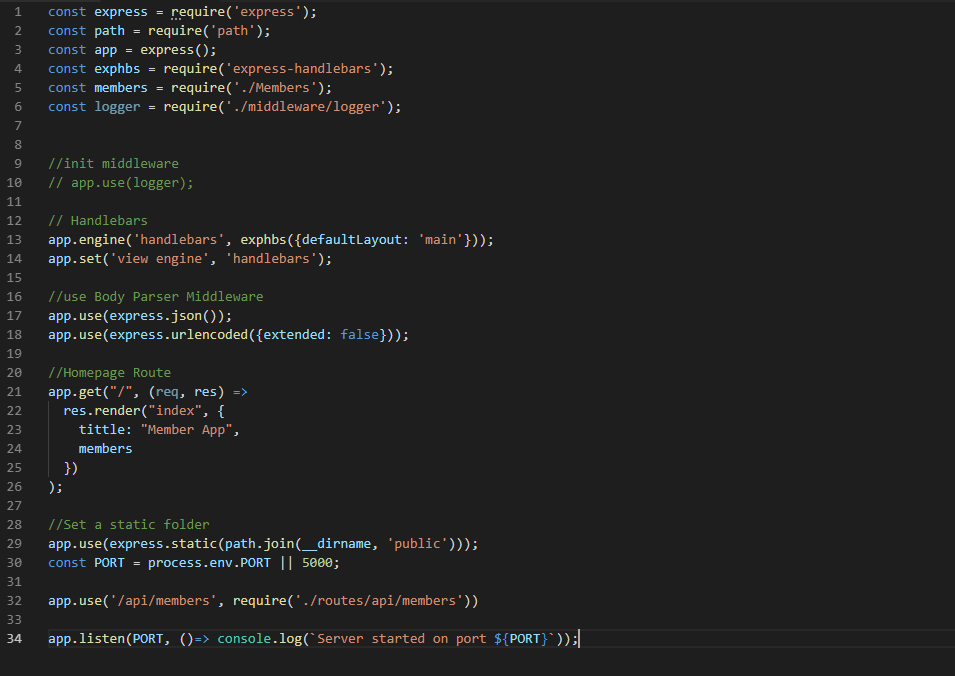 1 const express = require('express');
2 const path = require('path');
3 const app = express();
4 const exphbs = require('express-handlebars');
5 const members = require('./Members');
6 const logger = require('./middleware/logger');
7
8
9 //init middleware
10 // app.use(logger);
11
12 // Handlebars
13 app.engine('handlebars', exphbs({defaultLayout: 'main'}));
14 app.set('view engine', 'handlebars');
15
16 //use Body Parser Middleware
17 app.use(express.json());
18 app.use(express.urlencoded({extended: false}));
19
20 //Homepage Route
21 app.get("/", (req, res) =>
22   res.render("index", {
23     tittle: "Member App",
24     members
25   })
26 );
27
28 //Set a static folder
29 app.use(express.static(path.join(__dirname, 'public')));
30 const PORT = process.env.PORT || 5000;
31
32 app.use('/api/members', require('./routes/api/members'))
33
34 app.listen(PORT, ()=> console.log(`Server started on port ${PORT}`));